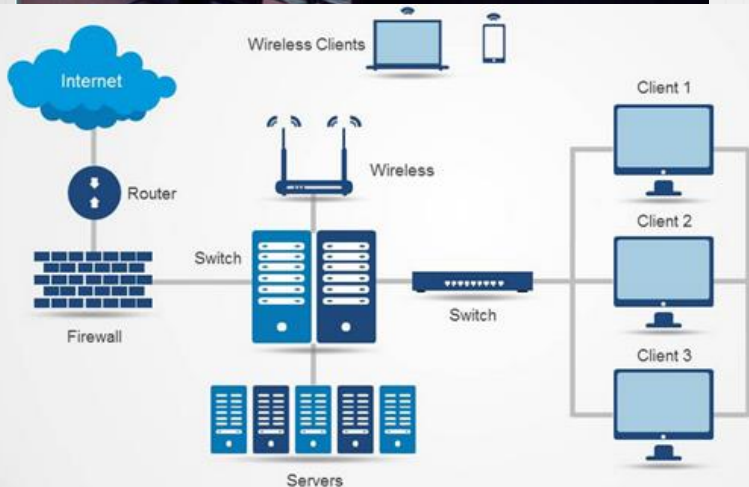 Wireless Clients
Internet
Client 1
Router
Wireless
Client 2
Switch
Switch
Firewall
Client 3
Servers